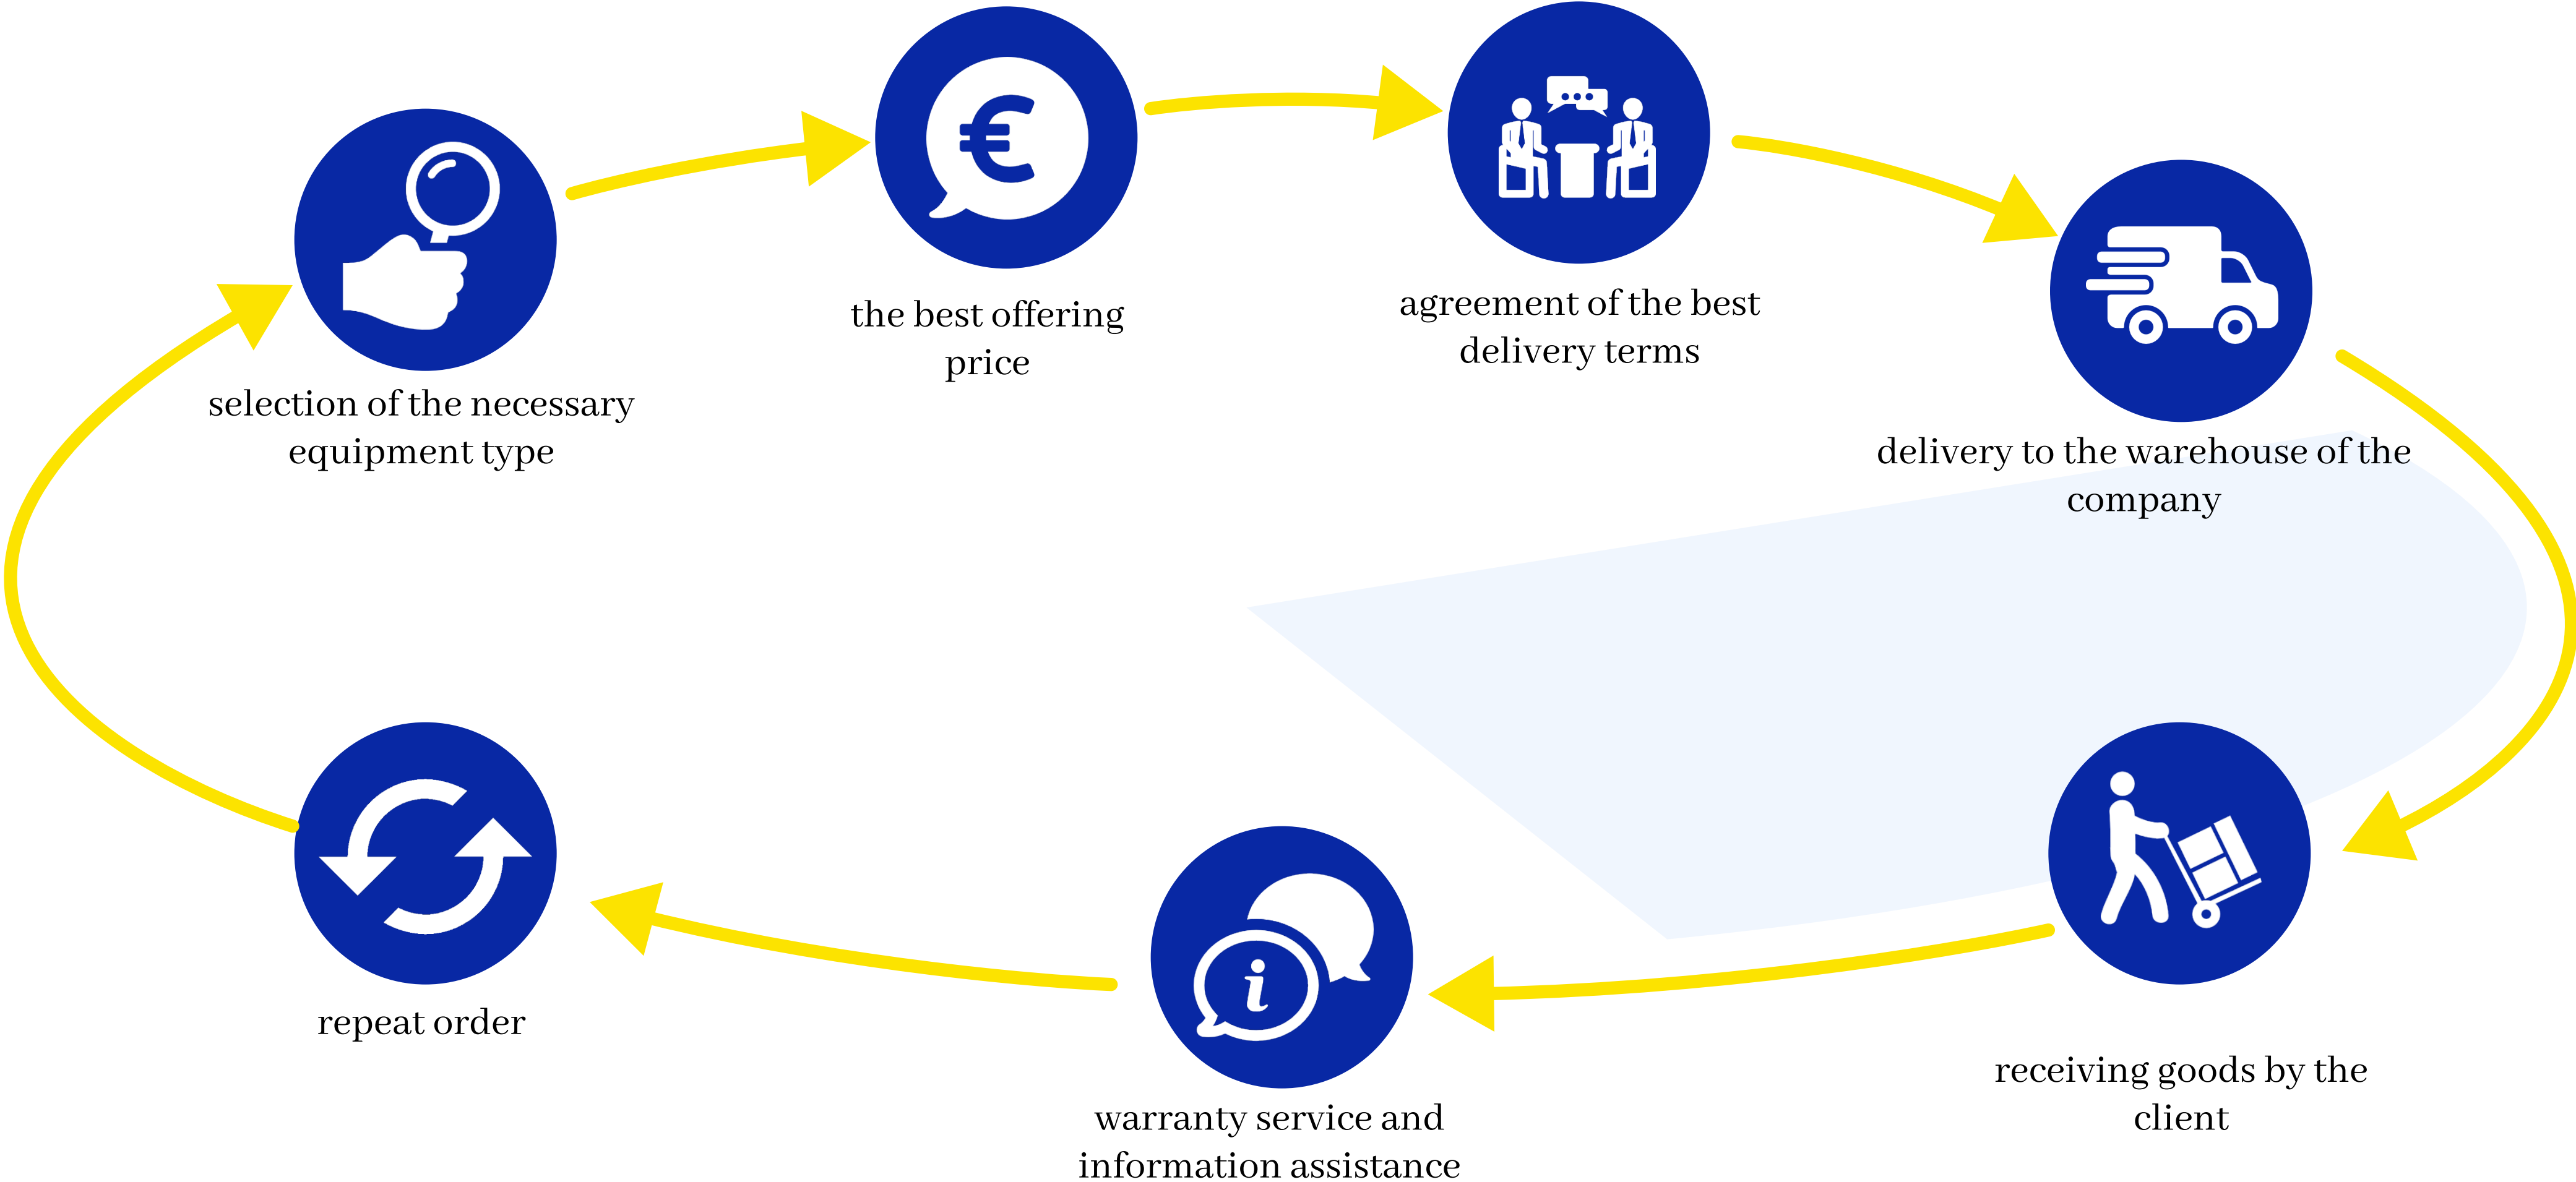 selection of the necessary
equipment type
the best offering
price
€
agreement of the best
delivery terms
delivery to the warehouse of the
company
receiving goods by the
client
i
warranty service and
information assistance
repeat order